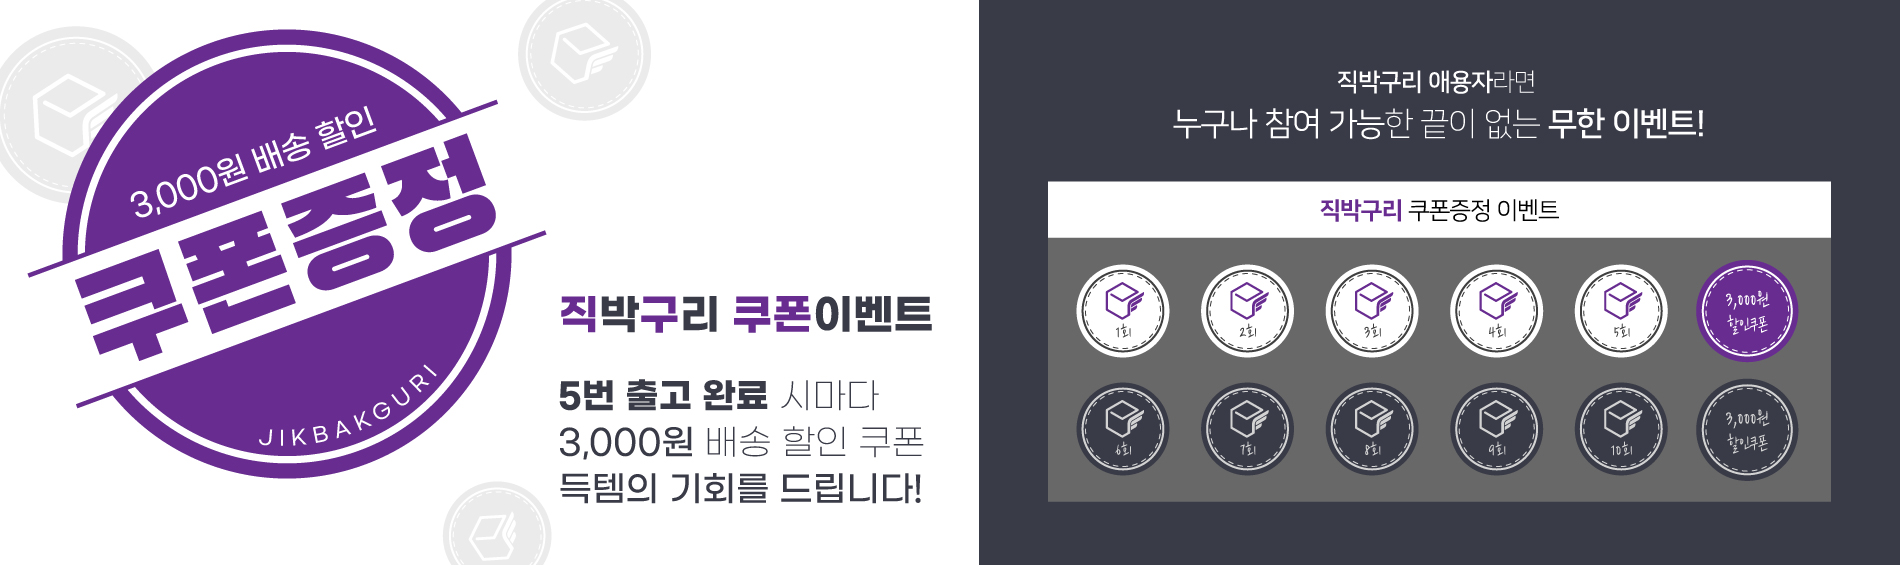 3,000원 배송 할인
쿠폰증정
JIKBAKGURI
직박구리 쿠폰이벤트
5번 출고 완료 시마다
3,000원 배송 할인 쿠폰
득템의 기회를 드립니다!
직박구리 애용자라면
누구나 참여 가능한 끝이 없는 무한 이벤트!
직박구리 쿠폰증정 이벤트
1회 2회 3회 4회 5회
3,000원
할인쿠폰
6회 7회 8회 9회 10회
3,000원
할인쿠폰